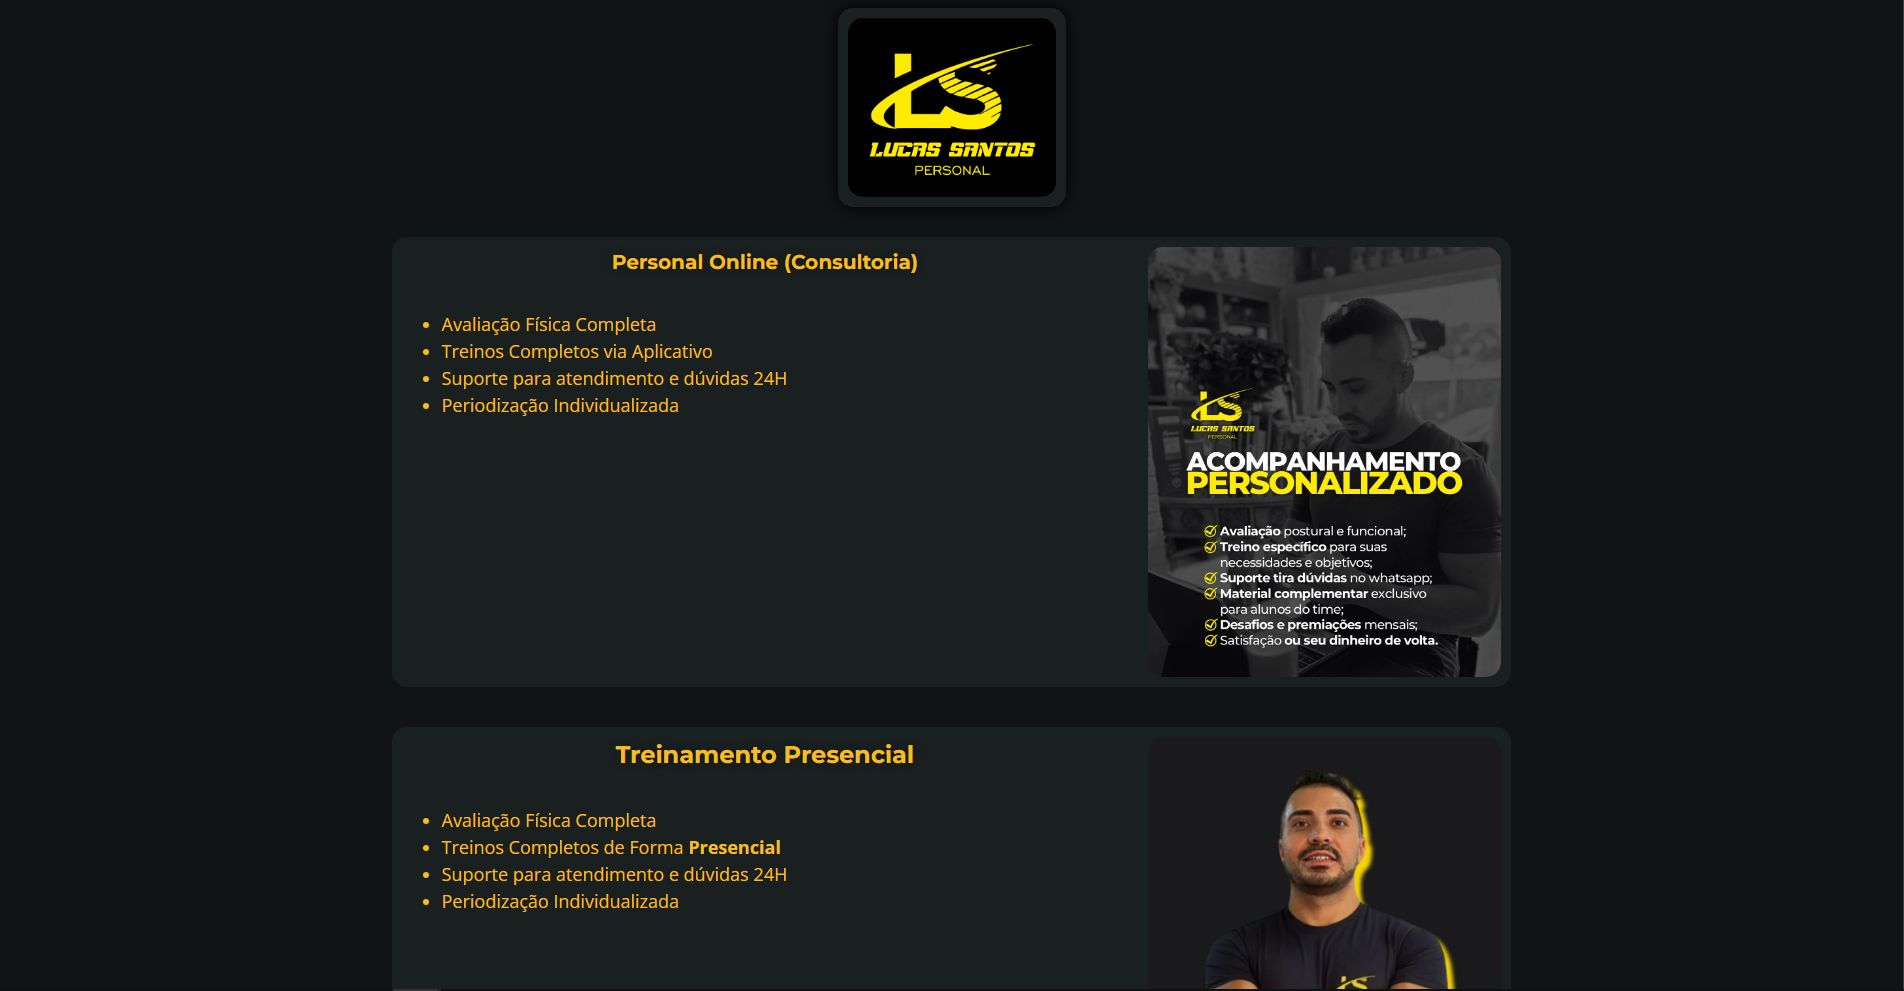 LS
LUCAS SANTOS
PERSONAL
Personal Online (Consultoria)
Avaliação Física Completa
Treinos Completos via Aplicativo
Suporte para atendimento e dúvidas 24H
Periodização Individualizada
LS
LUCAS SANTOS
PERSONAL
ACOMPANHAMENTO
PERSONALIZADO
Avaliação postural e funcional;
Treino específico para suas
necessidades e objetivos;
Suporte tira dúvidas no whatsapp;
Material complementar exclusivo
para alunos do time;
Desafios e premiações mensais;
Satisfação ou seu dinheiro de volta.
Treinamento Presencial
Avaliação Física Completa
Treinos Completos de Forma Presencial
Suporte para atendimento e dúvidas 24H
Periodização Individualizada
LS